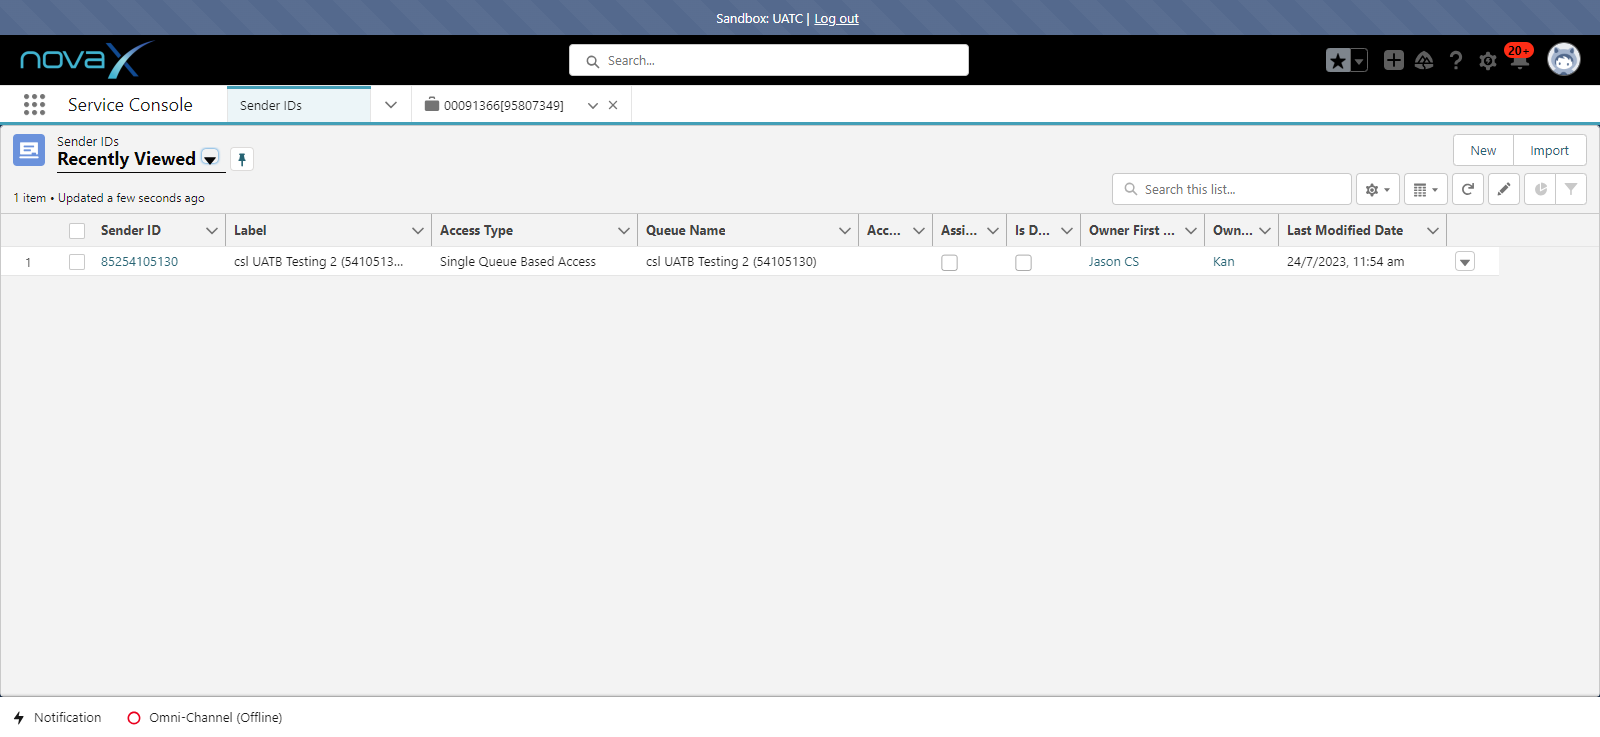 Sandbox: UATC | Log out
novaX
Search...
20+
Service Console
Sender IDs
00091366[95807349]
Sender IDs
Recently Viewed
New
Import
1 item • Updated a few seconds ago
Search this list...
Sender ID
Label
Access Type
Queue Name
Acc...
Assi...
Is D...
Owner First ...
Own...
Last Modified Date
1
85254105130
csl UATB Testing 2 (5410513...
Single Queue Based Access
csl UATB Testing 2 (54105130)
Jason CS
Kan
24/7/2023, 11:54 am
Notification
Omni-Channel (Offline)